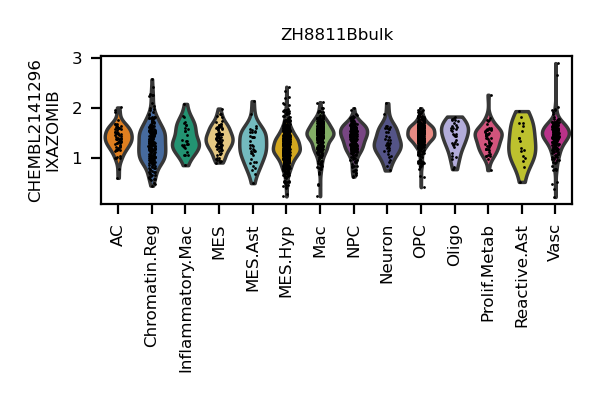 ZH8811Bbulk
CHEMBL2141296
IXAZOMIB
3
2
1
AC
Chromatin.Reg
Inflammatory.Mac
MES
MES.Ast
MES.Hyp
Mac
NPC
Neuron
OPC
Oligo
Prolif.Metab
Reactive.Ast
Vasc